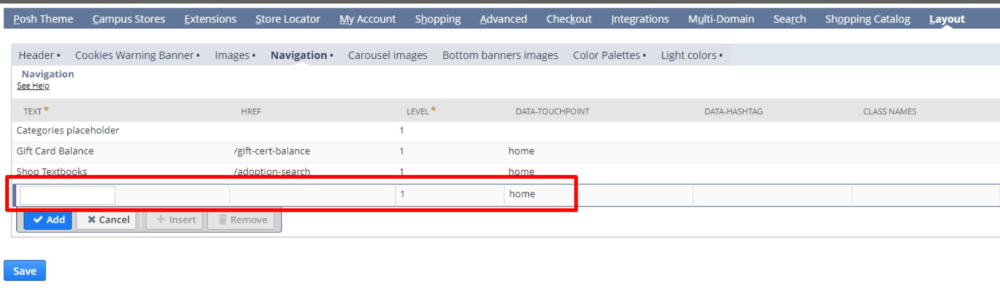 Posh Theme Campus Stores Extensions Store Locator My Account Shopping Advanced Checkout Integrations Multi-Domain Search Shopping Catalog Layout
Header • Cookies Warning Banner • Images • Navigation • Carousel images Bottom banners images Color Palettes • Light colors •
Navigation
See Help
TEXT * HREF LEVEL * DATA-TOUCHPOINT DATA-HASHTAG CLASS NAMES
Categories placeholder 1
Gift Card Balance /gift-cert-balance 1 home
Shop Textbooks /adoption-search 1 home
1 home
Add Cancel Insert Remove
Save